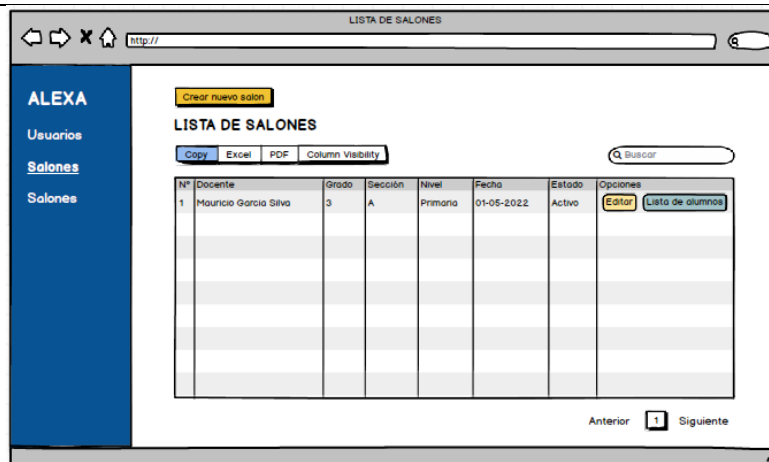 LISTA DE SALONES
http://
ALEXA
Usuarios
Salones
Salones
Crear nuevo salon
LISTA DE SALONES
Copy Excel PDF Column Visibility
Buscar
N° Docente Grado Sección Nivel Fecha Estado Opciones
1 Mauricio Garcia Silva 3 A Primaria 01-05-2022 Activo Editar Lista de alumnos
Anterior 1 Siguiente